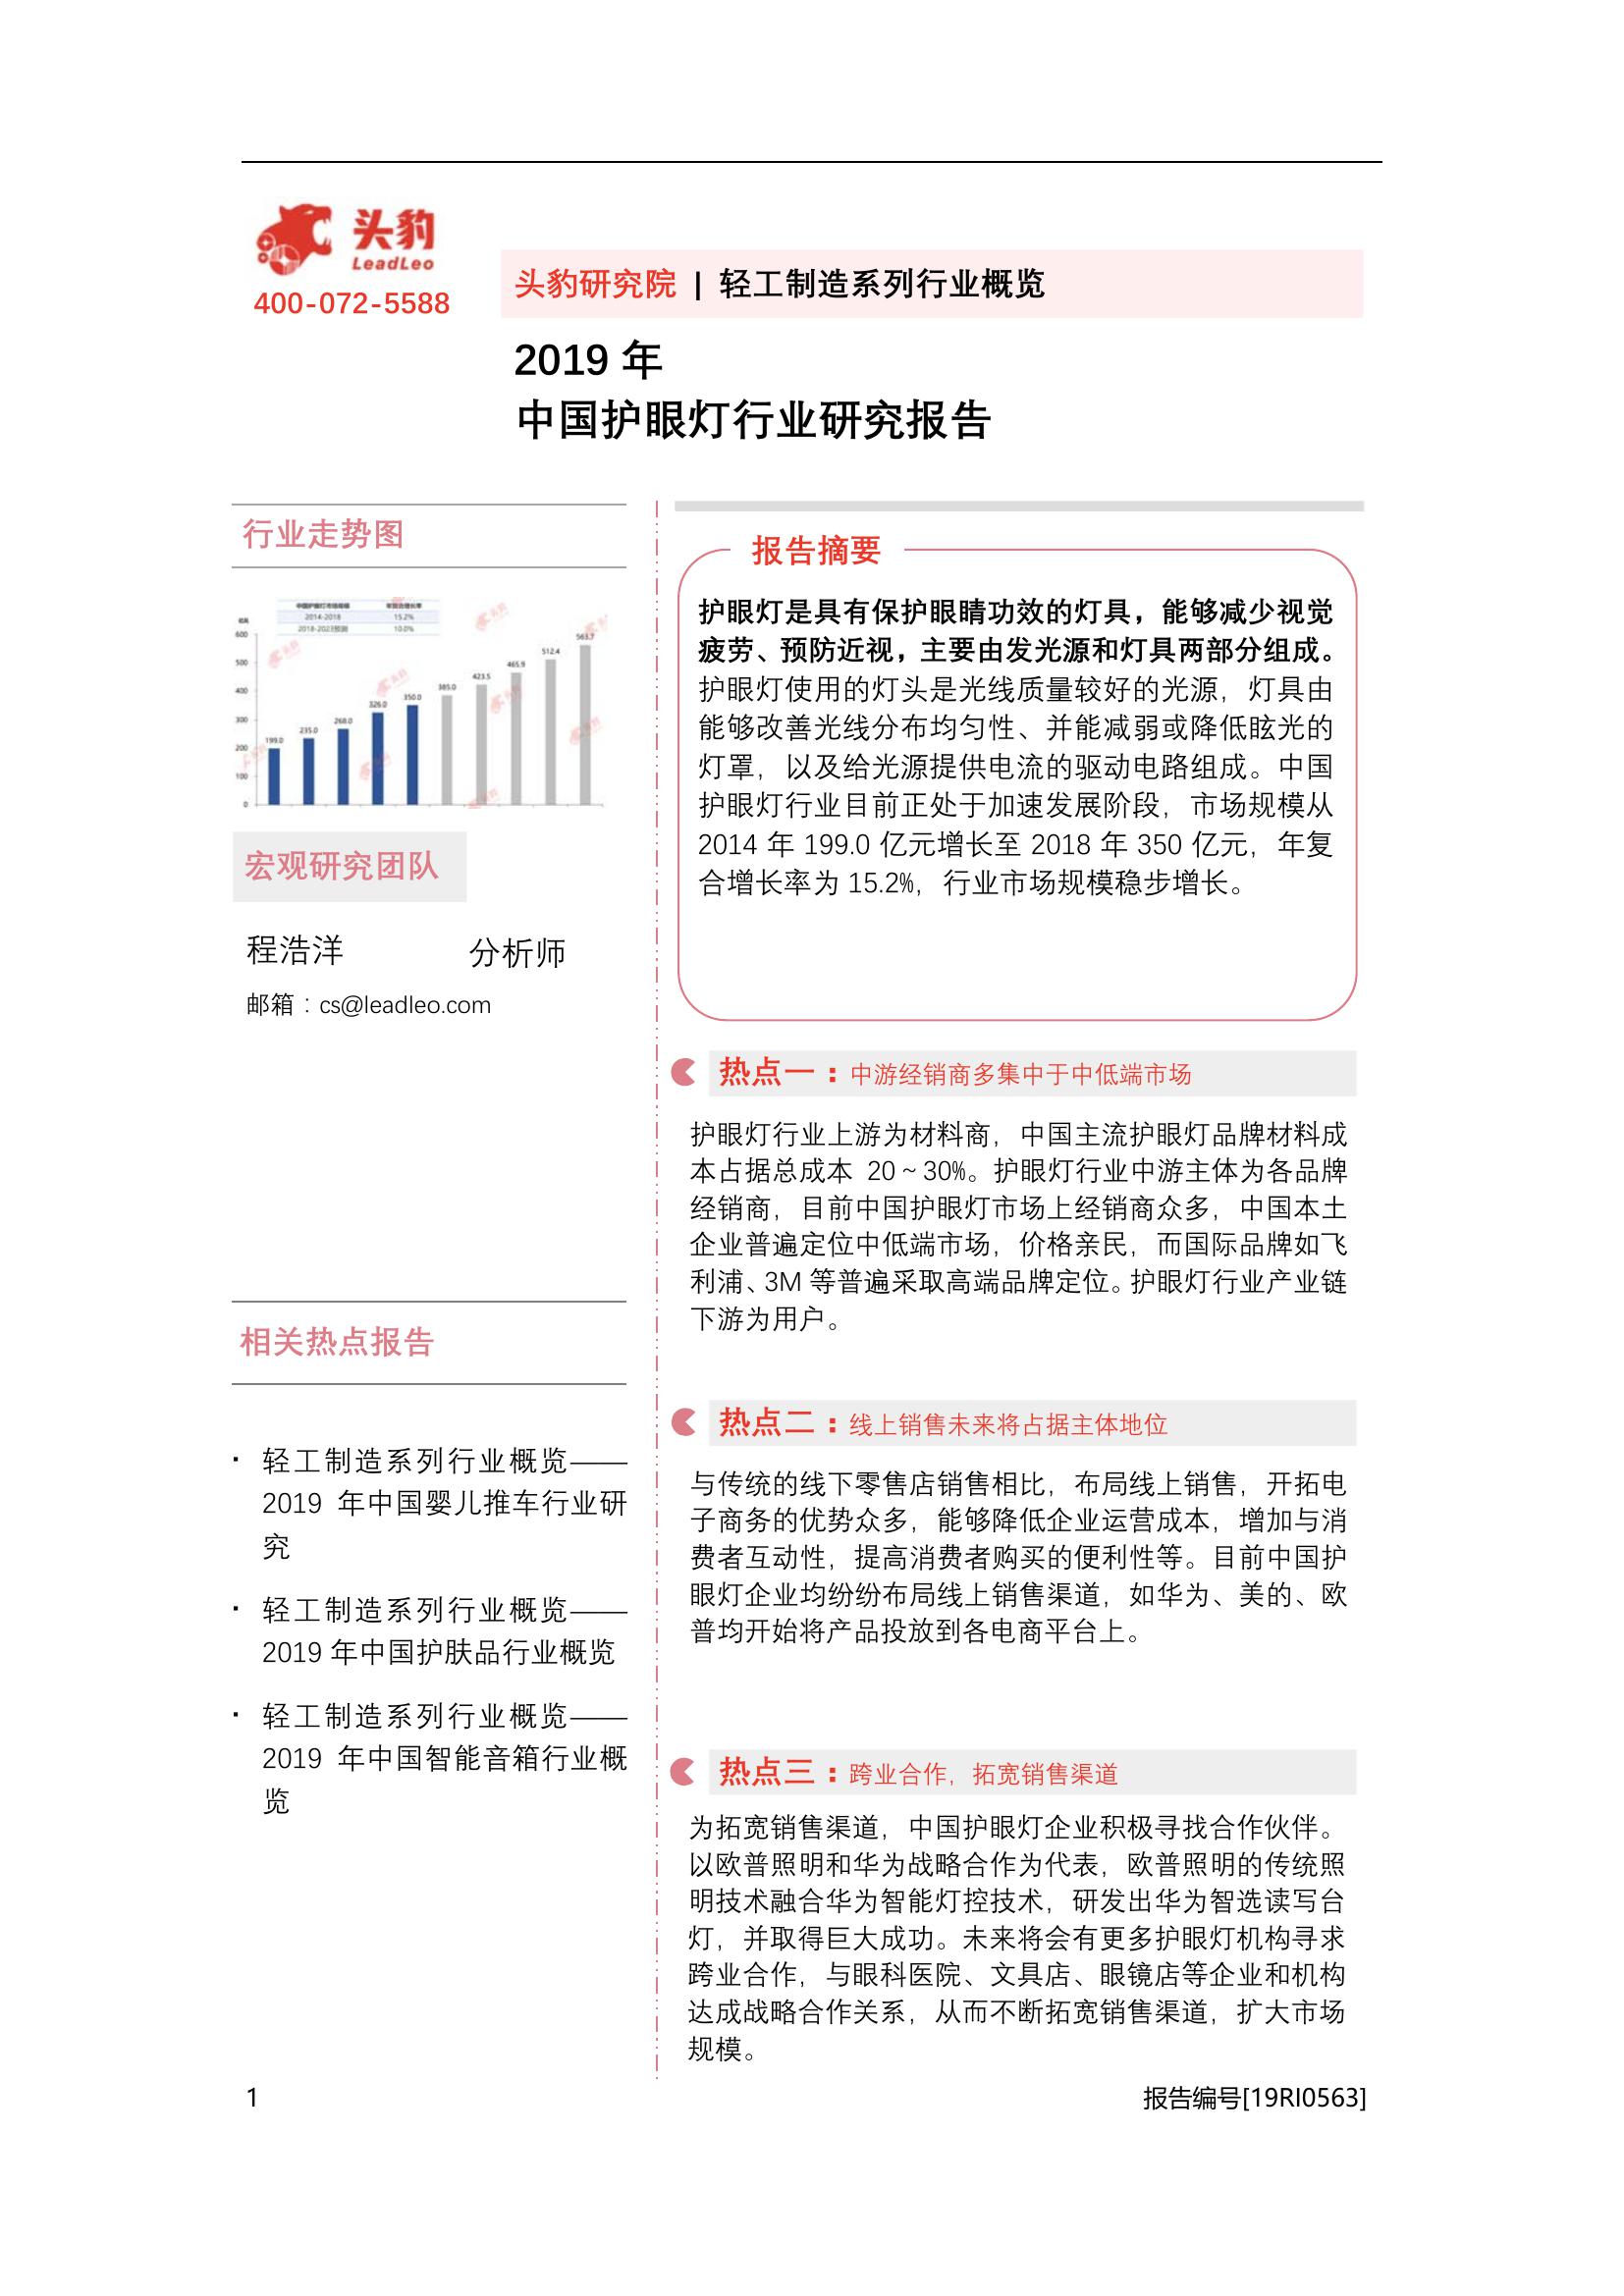 头豹
LeadLeo
400-072-5588
头豹研究院 | 轻工制造系列行业概览
2019 年
中国护眼灯行业研究报告
行业走势图
中国护眼灯市场规模 年复合增长率
2014-2018 15.2%
2018-2023预测 10.0%
600
500
400
300
200
100
0
199.0
235.0
268.0
326.0
350.0
385.0
423.5
465.9
512.4
563.7
宏观研究团队
程浩洋 分析师
邮箱：cs@leadleo.com
相关热点报告
· 轻工制造系列行业概览——
2019 年中国婴儿推车行业研
究
· 轻工制造系列行业概览——
2019 年中国护肤品行业概览
· 轻工制造系列行业概览——
2019 年中国智能音箱行业概
览
报告摘要
护眼灯是具有保护眼睛功效的灯具，能够减少视觉
疲劳、预防近视，主要由发光源和灯具两部分组成。
护眼灯使用的灯头是光线质量较好的光源，灯具由
能够改善光线分布均匀性、并能减弱或降低眩光的
灯罩，以及给光源提供电流的驱动电路组成。中国
护眼灯行业目前正处于加速发展阶段，市场规模从
2014 年 199.0 亿元增长至 2018 年 350 亿元，年复
合增长率为 15.2%，行业市场规模稳步增长。
热点一：中游经销商多集中于中低端市场
护眼灯行业上游为材料商，中国主流护眼灯品牌材料成
本占据总成本 20～30%。护眼灯行业中游主体为各品牌
经销商，目前中国护眼灯市场上经销商众多，中国本土
企业普遍定位中低端市场，价格亲民，而国际品牌如飞
利浦、3M 等普遍采取高端品牌定位。护眼灯行业产业链
下游为用户。
热点二：线上销售未来将占据主体地位
与传统的线下零售店销售相比，布局线上销售，开拓电
子商务的优势众多，能够降低企业运营成本，增加与消
费者互动性，提高消费者购买的便利性等。目前中国护
眼灯企业均纷纷布局线上销售渠道，如华为、美的、欧
普均开始将产品投放到各电商平台上。
热点三：跨业合作，拓宽销售渠道
为拓宽销售渠道，中国护眼灯企业积极寻找合作伙伴。
以欧普照明和华为战略合作为代表，欧普照明的传统照
明技术融合华为智能灯控技术，研发出华为智选读写台
灯，并取得巨大成功。未来将会有更多护眼灯机构寻求
跨业合作，与眼科医院、文具店、眼镜店等企业和机构
达成战略合作关系，从而不断拓宽销售渠道，扩大市场
规模。
1 报告编号[19RI0563]